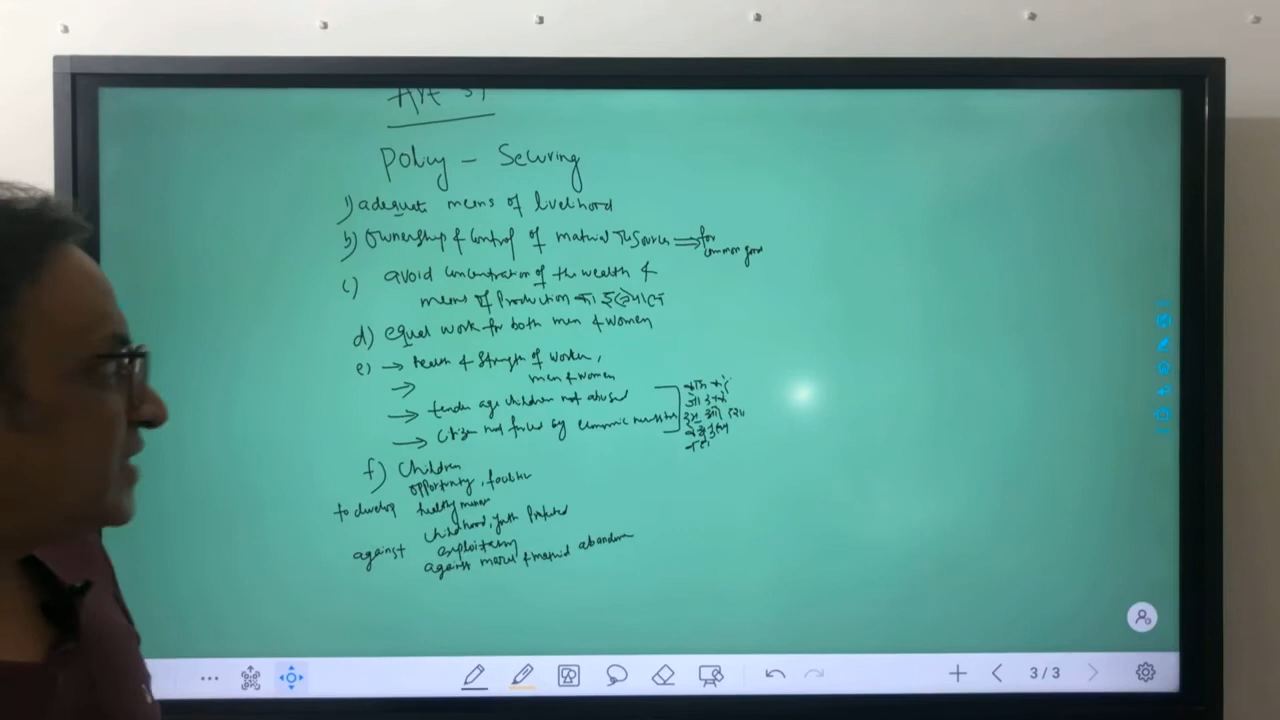 Policy - Securing
1) adequate means of livelihood
b) Ownership & Control of material resources ⟹ for
common good
c) avoid concentration of the wealth &
means of Production का
d) equal work for both men & women
e) → Health & Strength of worker,
men & women
→
→ tender age children not abused
→ Citizen not forced by economic
f) Children
opportunity, facilities
to develop healthy manner
childhood, youth Protected
against exploitation
against moral & material abandon
3/3